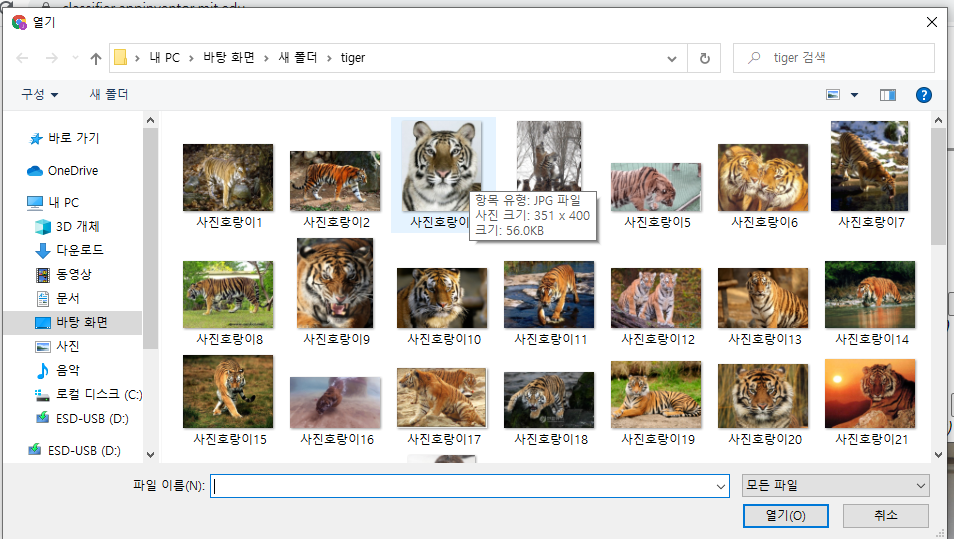 classifier.appinventor.mit.edu
열기
내 PC
바탕 화면
새 폴더
tiger
tiger 검색
구성
새 폴더
바로 가기
OneDrive
내 PC
3D 개체
다운로드
동영상
문서
바탕 화면
사진
음악
로컬 디스크 (C:)
ESD-USB (D:)
ESD-USB (D:)
사진호랑이1
사진호랑이2
사진호랑이
사진호랑이5
사진호랑이6
사진호랑이7
항목 유형: JPG 파일
사진 크기: 351 x 400
크기: 56.0KB
사진호랑이8
사진호랑이9
사진호랑이10
사진호랑이11
사진호랑이12
사진호랑이13
사진호랑이14
사진호랑이15
사진호랑이16
사진호랑이17
사진호랑이18
사진호랑이19
사진호랑이20
사진호랑이21
파일 이름(N):
모든 파일
열기(O)
취소